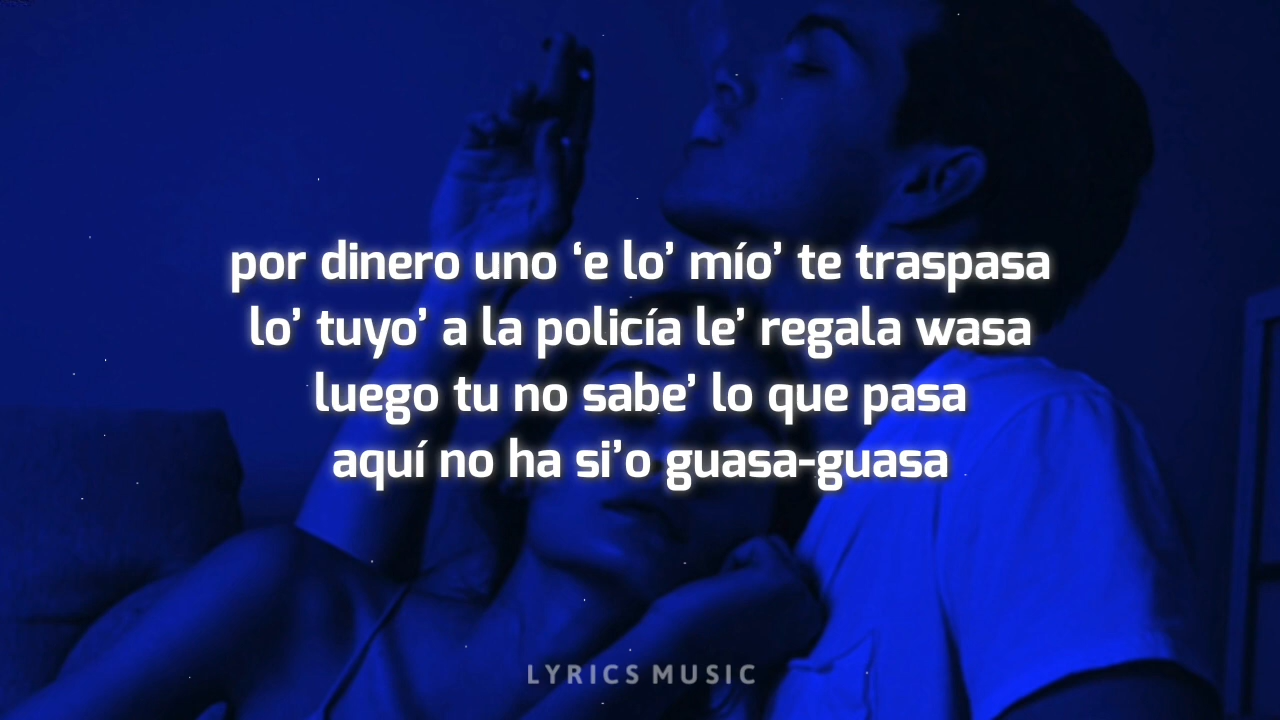 por dinero uno ‘e lo’ mío’ te traspasa
lo’ tuyo’ a la policía le’ regala wasa
luego tu no sabe’ lo que pasa
aquí no ha si’o guasa-guasa
LYRICS MUSIC